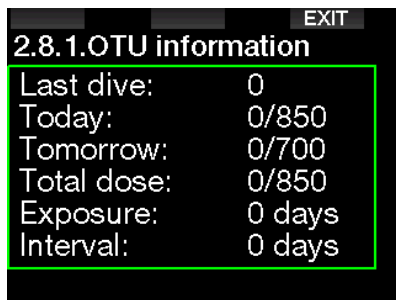 EXIT
2.8.1.OTU information
Last dive: 0
Today: 0/850
Tomorrow: 0/700
Total dose: 0/850
Exposure: 0 days
Interval: 0 days